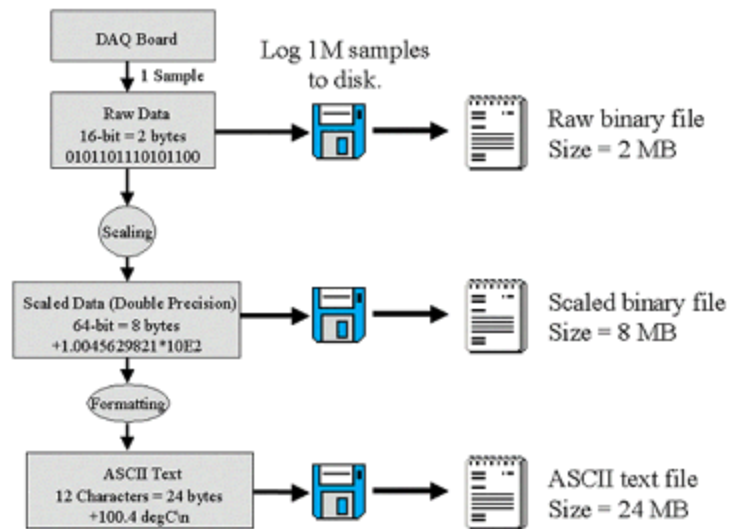 DAQ Board
1 Sample
Log 1M samples
to disk.
Raw Data
16-bit = 2 bytes
0101101110101100
Raw binary file
Size = 2 MB
Scaling
Scaled Data (Double Precision)
64-bit = 8 bytes
+1.0045629821*10E2
Scaled binary file
Size = 8 MB
Formatting
ASCII Text
12 Characters = 24 bytes
+100.4 degC\n
ASCII text file
Size = 24 MB